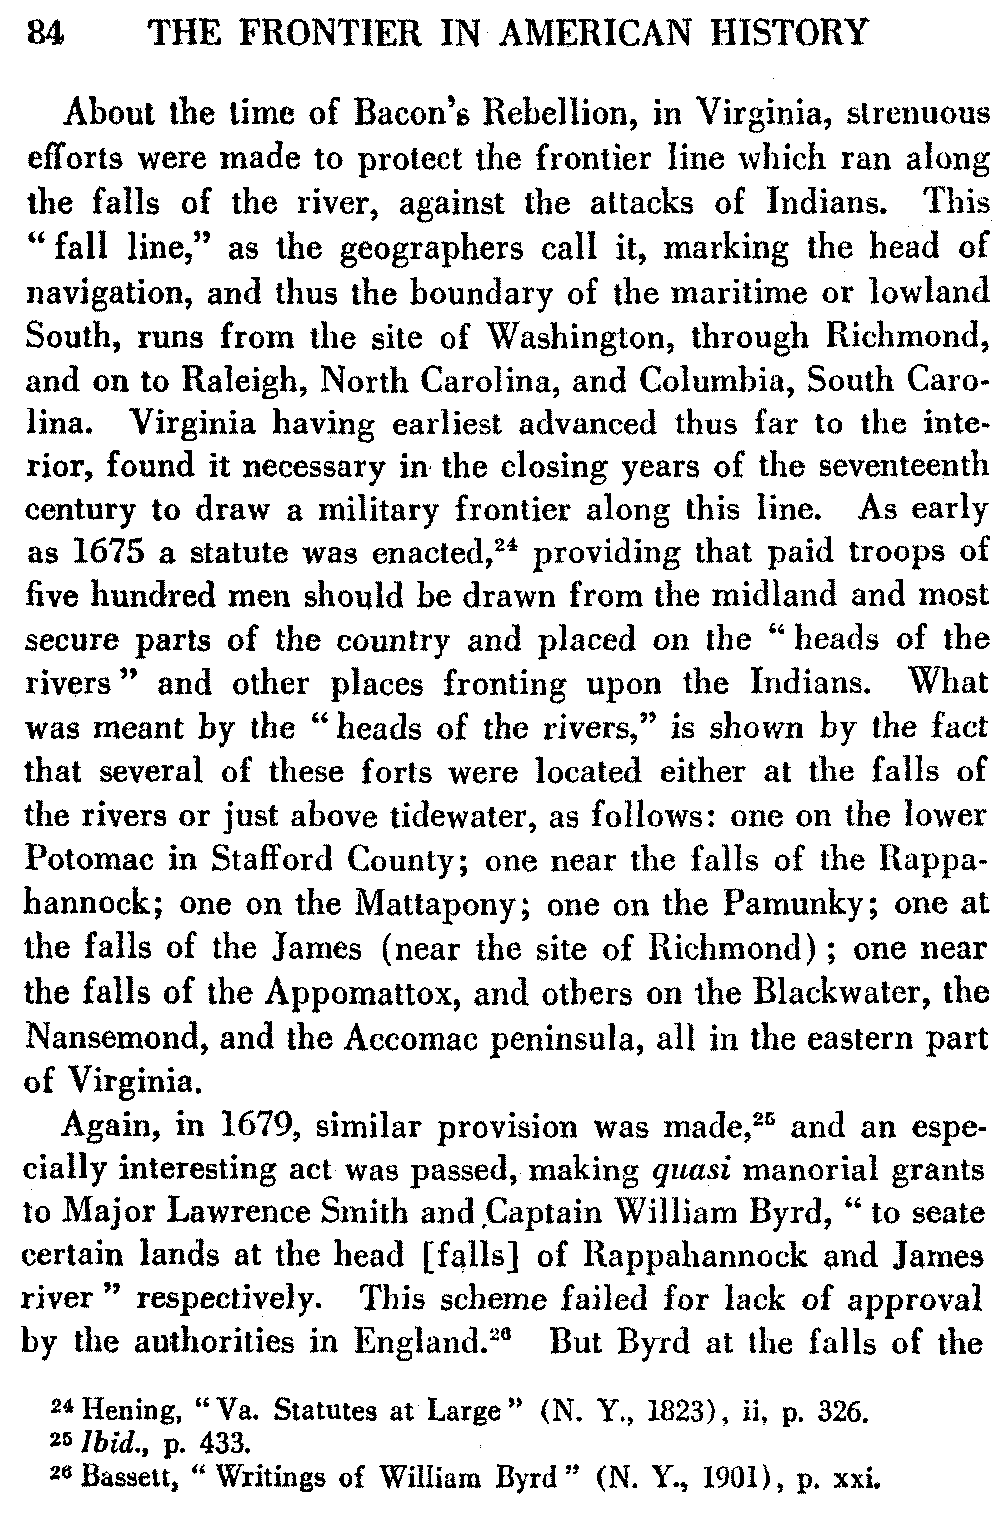 84 THE FRONTIER IN AMERICAN HISTORY
About the time of Bacon's Rebellion, in Virginia, strenuous
efforts were made to protect the frontier line which ran along
the falls of the river, against the attacks of Indians. This
“ fall line,” as the geographers call it, marking the head of
navigation, and thus the boundary of the maritime or lowland
South, runs from the site of Washington, through Richmond,
and on to Raleigh, North Carolina, and Columbia, South Caro-
lina. Virginia having earliest advanced thus far to the inte-
rior, found it necessary in the closing years of the seventeenth
century to draw a military frontier along this line. As early
as 1675 a statute was enacted,²⁴ providing that paid troops of
five hundred men should be drawn from the midland and most
secure parts of the country and placed on the “ heads of the
rivers ” and other places fronting upon the Indians. What
was meant by the “ heads of the rivers,” is shown by the fact
that several of these forts were located either at the falls of
the rivers or just above tidewater, as follows: one on the lower
Potomac in Stafford County; one near the falls of the Rappa-
hannock; one on the Mattapony; one on the Pamunky; one at
the falls of the James (near the site of Richmond) ; one near
the falls of the Appomattox, and others on the Blackwater, the
Nansemond, and the Accomac peninsula, all in the eastern part
of Virginia.
Again, in 1679, similar provision was made,²⁵ and an espe-
cially interesting act was passed, making quasi manorial grants
to Major Lawrence Smith and Captain William Byrd, “ to seate
certain lands at the head [falls] of Rappahannock and James
river ” respectively. This scheme failed for lack of approval
by the authorities in England.²⁶ But Byrd at the falls of the
²⁴ Hening, “ Va. Statutes at Large ” (N. Y., 1823), ii, p. 326.
²⁵ Ibid., p. 433.
²⁶ Bassett, “ Writings of William Byrd ” (N. Y., 1901), p. xxi.